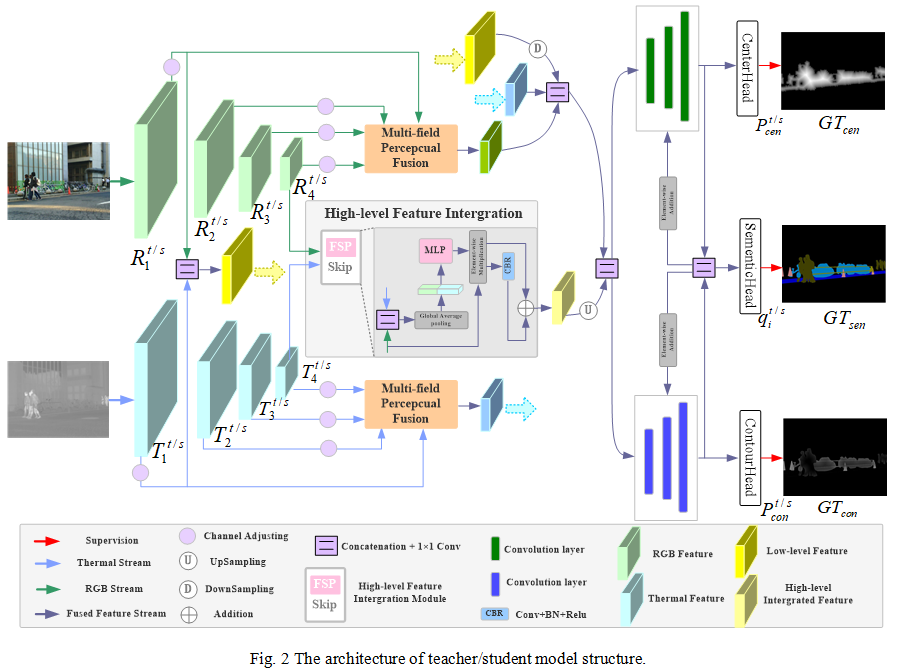 R_1^{t/s}
R_2^{t/s}
R_3^{t/s}
R_4^{t/s}
Multi-field
Percepcual
Fusion
D
CenterHead
P_{cen}^{t/s}
GT_{cen}
High-level Feature Intergration
FSP
Skip
MLP
Element-wise
Multiplication
CBR
Global Average
pooling
U
Element-wise
Addition
SemanticHead
q_i^{t/s}
GT_{sen}
Element-wise
Addition
T_1^{t/s}
T_2^{t/s}
T_3^{t/s}
T_4^{t/s}
Multi-field
Percepcual
Fusion
ContourHead
P_{con}^{t/s}
GT_{con}
Supervision
Thermal Stream
RGB Stream
Fused Feature Stream
Channel Adjusting
U
UpSampling
D
DownSampling
Addition
Concatenation + 1×1 Conv
FSP
Skip
High-level Feature
Intergration Module
Convolution layer
Convolution layer
CBR
Conv+BN+Relu
RGB Feature
Thermal Feature
Low-level Feature
High-level
Intergrated Feature
Fig. 2 The architecture of teacher/student model structure.